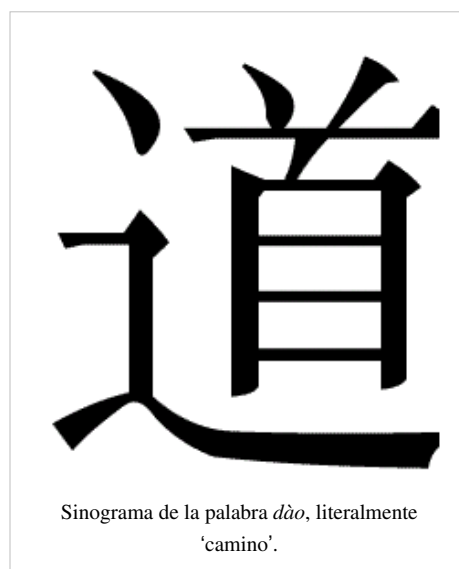 道
Sinograma de la palabra dào, literalmente
‘camino’.